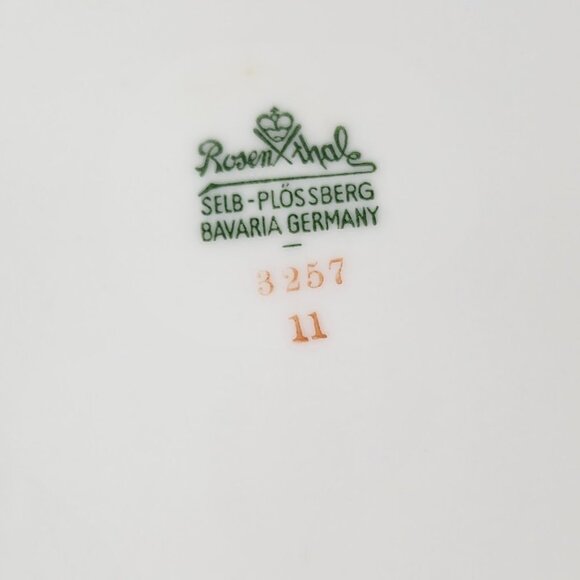 Rosenthal
SELB-PLÖSSBERG
BAVARIA GERMANY
3257
11